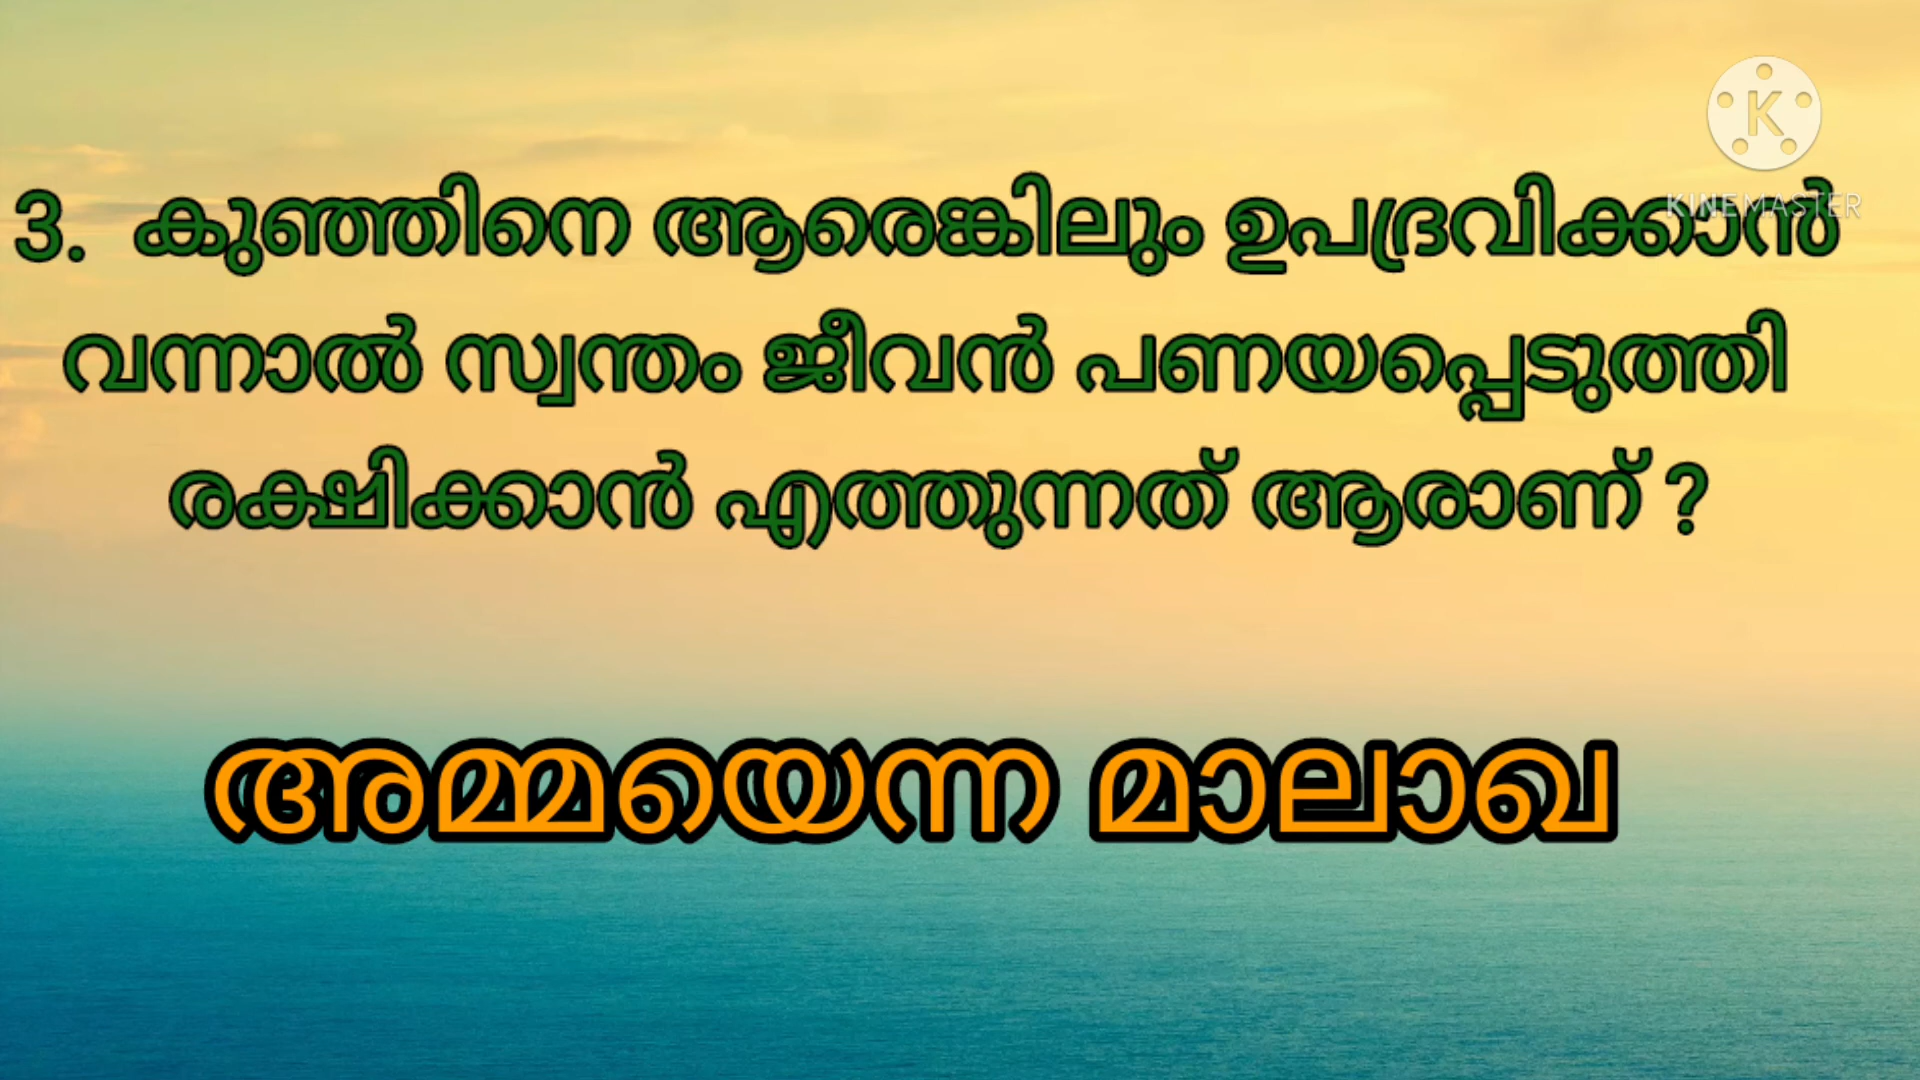 K
KINEMASTER
3. കുഞ്ഞിനെ ആരെങ്കിലും ഉപദ്രവിക്കാൻ
വന്നാൽ സ്വന്തം ജീവൻ പണയപ്പെടുത്തി
രക്ഷിക്കാൻ എത്തുന്നത് ആരാണ് ?
അമ്മയെന്ന മാലാഖ